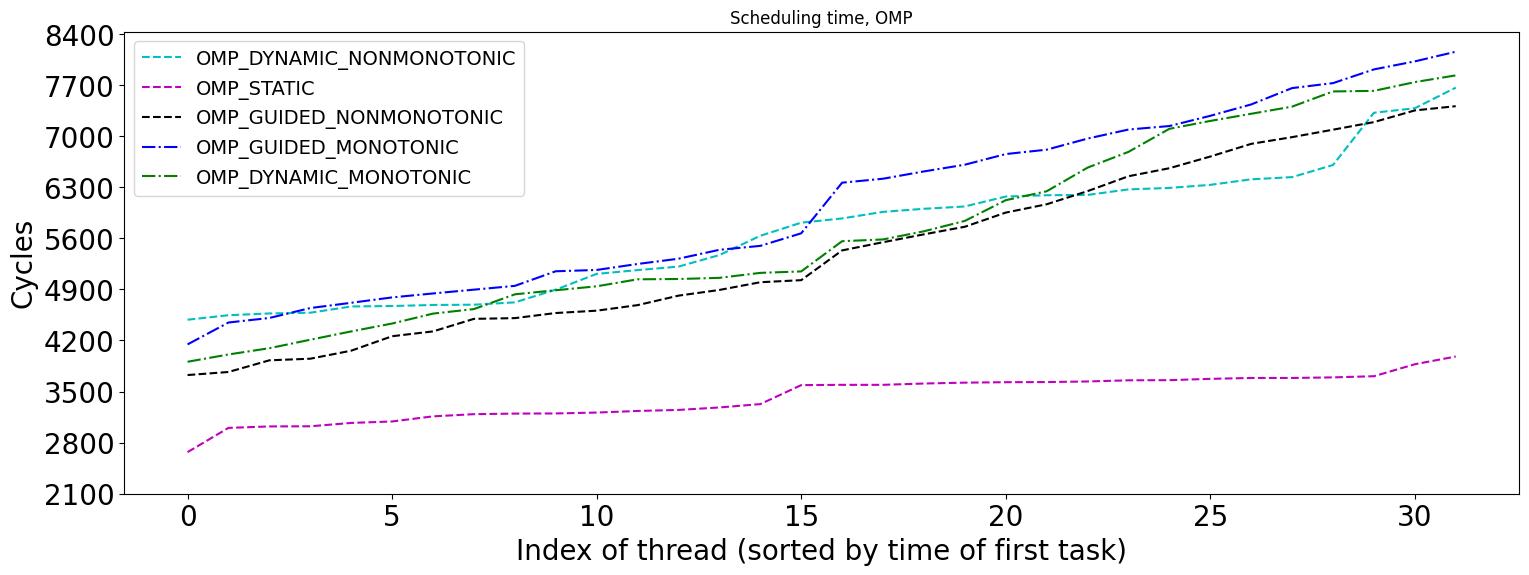 Scheduling time, OMP
8400
7700
7000
6300
5600
4900
4200
3500
2800
2100
Cycles
OMP_DYNAMIC_NONMONOTONIC
OMP_STATIC
OMP_GUIDED_NONMONOTONIC
OMP_GUIDED_MONOTONIC
OMP_DYNAMIC_MONOTONIC
0 5 10 15 20 25 30
Index of thread (sorted by time of first task)